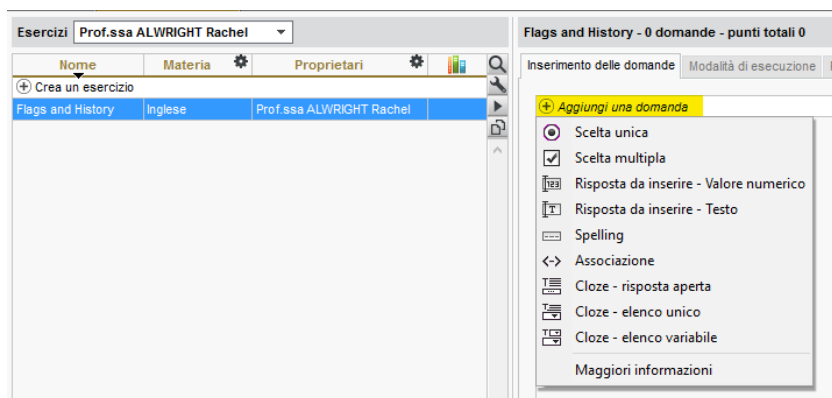 Esercizi Prof.ssa ALWRIGHT Rachel
Nome Materia Proprietari
Crea un esercizio
Flags and History Inglese Prof.ssa ALWRIGHT Rachel
Flags and History - 0 domande - punti totali 0
Inserimento delle domande Modalità di esecuzione
Aggiungi una domanda
Scelta unica
Scelta multipla
Risposta da inserire - Valore numerico
Risposta da inserire - Testo
Spelling
Associazione
Cloze - risposta aperta
Cloze - elenco unico
Cloze - elenco variabile
Maggiori informazioni